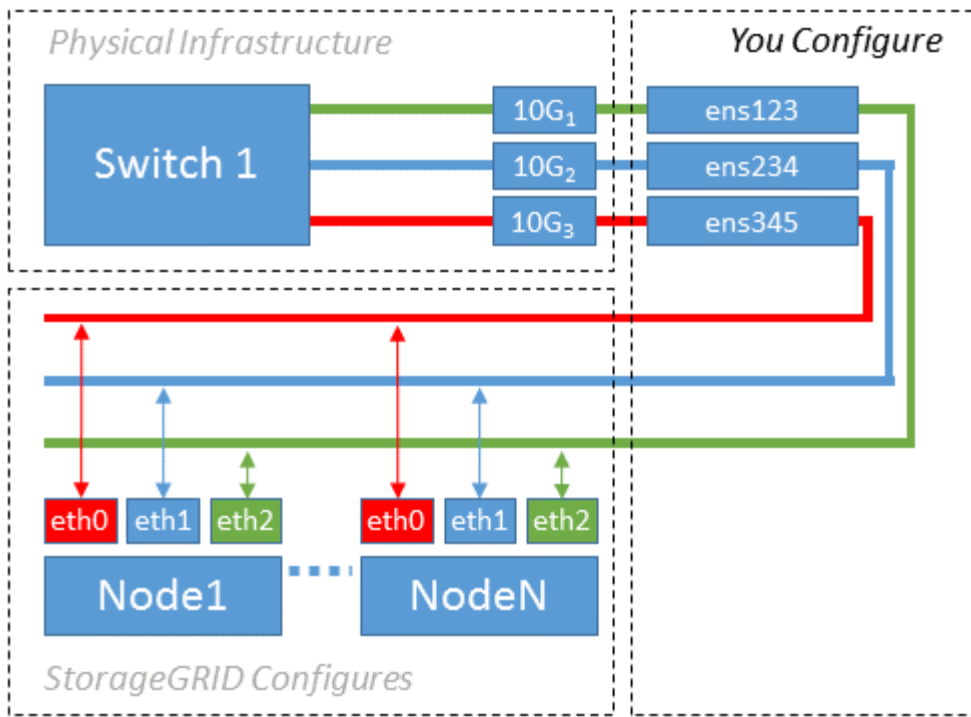 Physical Infrastructure
You Configure
Switch 1
10G₁
ens123
10G₂
ens234
10G₃
ens345
eth0
eth1
eth2
eth0
eth1
eth2
Node1
NodeN
StorageGRID Configures